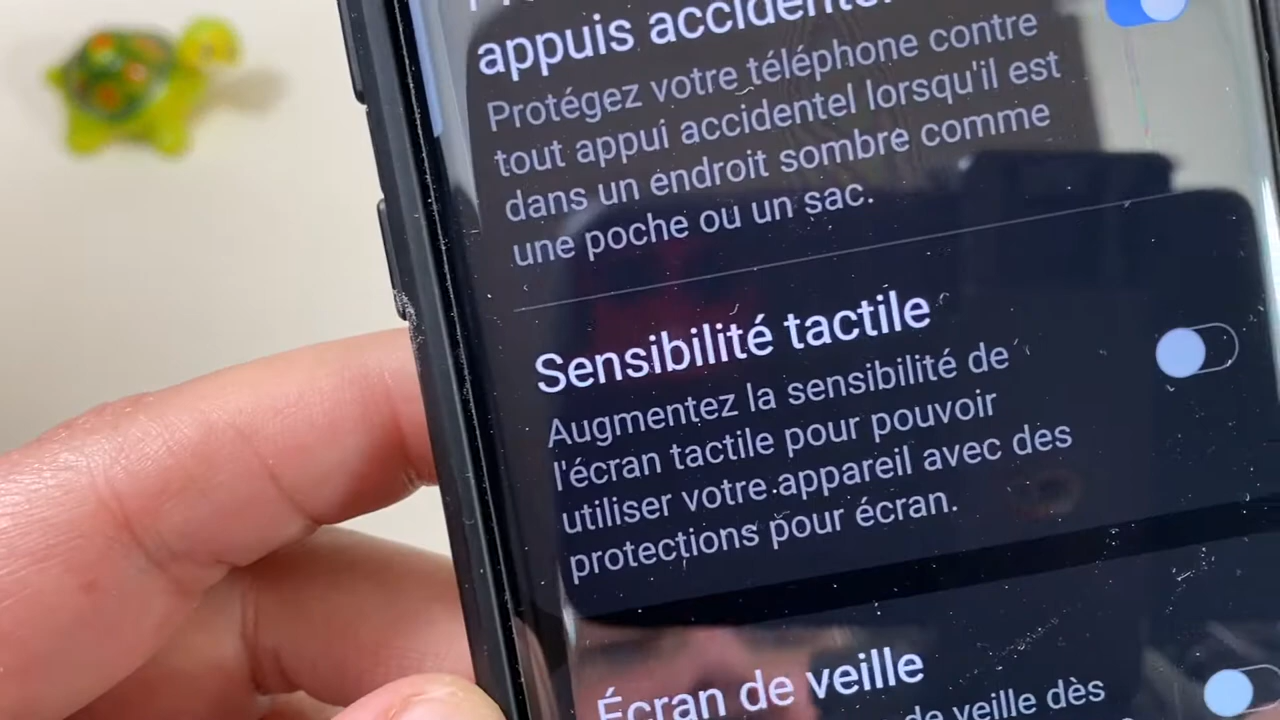 appuis accidentel
Protégez votre téléphone contre
tout appui accidentel lorsqu'il est
dans un endroit sombre comme
une poche ou un sac.
Sensibilité tactile
Augmentez la sensibilité de
l'écran tactile pour pouvoir
utiliser votre appareil avec des
protections pour écran.
Écran de veille
de veille dès